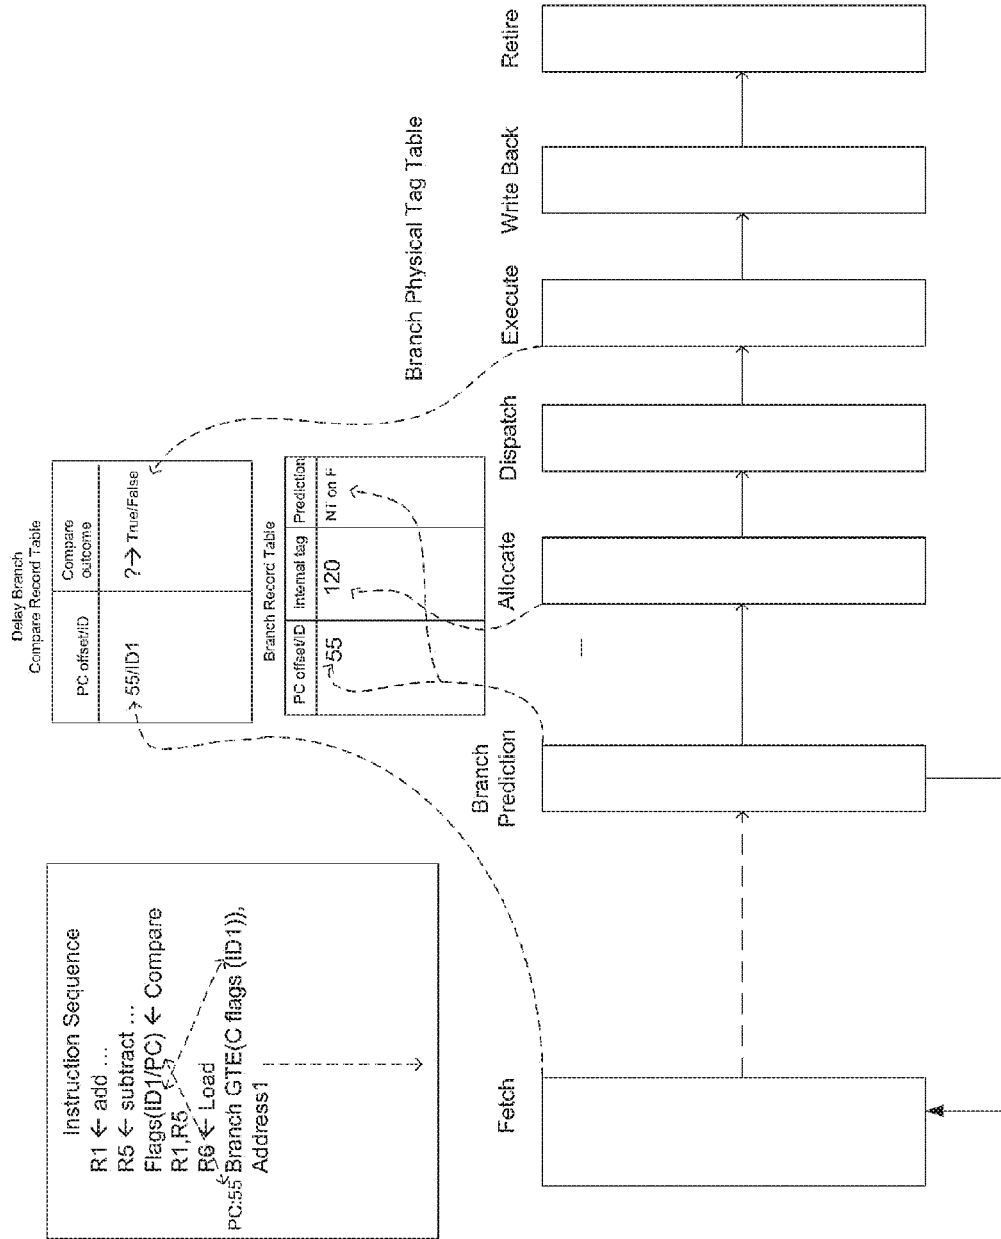 Instruction Sequence
R1 ← add ...
R5 ← subtract ...
Flags(ID1/PC) ← Compare
R1,R5
R6 ← Load
PC:55 Branch GTE(C flags (ID1)),
Address1
Delay Branch
Compare Record Table
PC offset/ID
Compare
outcome
55/ID1
?→ True/False
Branch Record Table
PC offset/ID
Internal tag
Prediction
55
120
NT on F
Branch Physical Tag Table
Fetch
Branch
Prediction
Allocate
Dispatch
Execute
Write Back
Retire